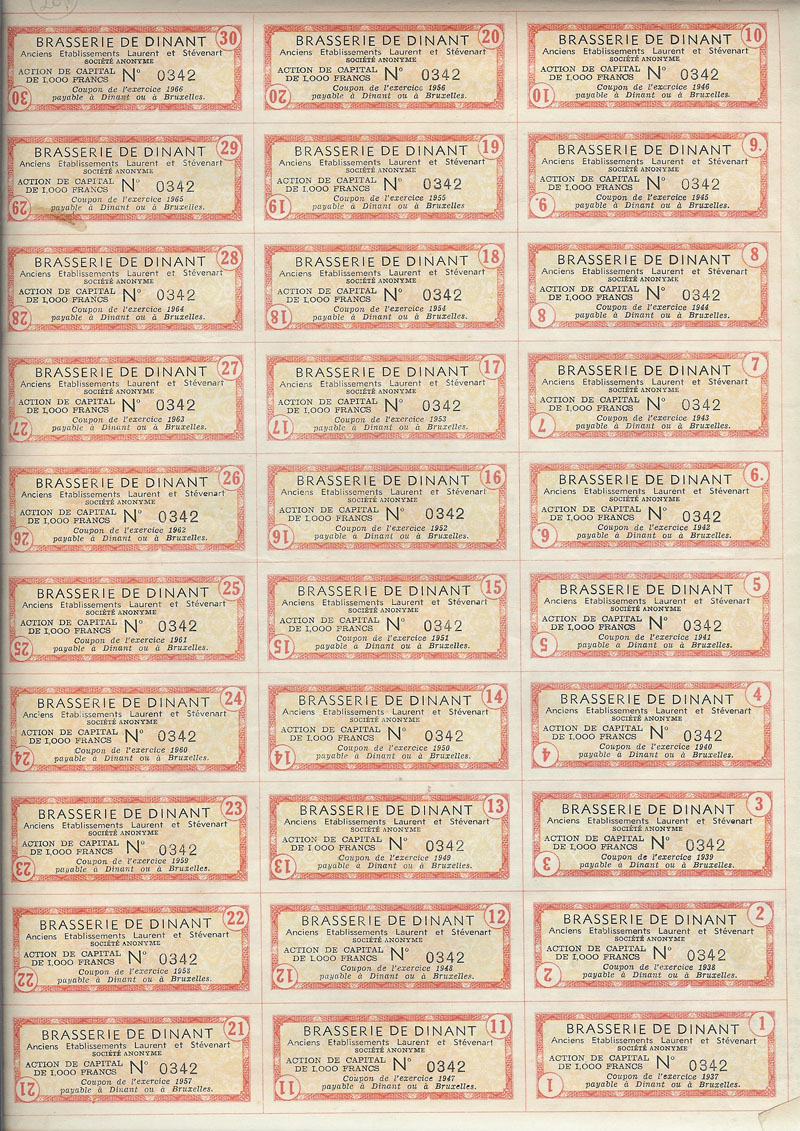 BRASSERIE DE DINANT 30
Anciens Etablissements Laurent et Stévenart
SOCIÉTÉ ANONYME
ACTION DE CAPITAL
DE 1,000 FRANCS Nº 0342
Coupon de l'exercice 1966
30 payable à Dinant ou à Bruxelles.
BRASSERIE DE DINANT 20
Anciens Etablissements Laurent et Stévenart
SOCIÉTÉ ANONYME
ACTION DE CAPITAL
DE 1,000 FRANCS Nº 0342
Coupon de l'exercice 1956
20 payable à Dinant ou à Bruxelles.
BRASSERIE DE DINANT 10
Anciens Etablissements Laurent et Stévenart
SOCIÉTÉ ANONYME
ACTION DE CAPITAL
DE 1,000 FRANCS Nº 0342
Coupon de l'exercice 1946
10 payable à Dinant ou à Bruxelles.
BRASSERIE DE DINANT 29
Anciens Etablissements Laurent et Stévenart
SOCIÉTÉ ANONYME
ACTION DE CAPITAL
DE 1,000 FRANCS Nº 0342
Coupon de l'exercice 1965
29 payable à Dinant ou à Bruxelles.
BRASSERIE DE DINANT 19
Anciens Etablissements Laurent et Stévenart
SOCIÉTÉ ANONYME
ACTION DE CAPITAL
DE 1,000 FRANCS Nº 0342
Coupon de l'exercice 1955
19 payable à Dinant ou à Bruxelles.
BRASSERIE DE DINANT 9.
Anciens Etablissements Laurent et Stévenart
SOCIÉTÉ ANONYME
ACTION DE CAPITAL
DE 1,000 FRANCS Nº 0342
Coupon de l'exercice 1945
9. payable à Dinant ou à Bruxelles.
BRASSERIE DE DINANT 28
Anciens Etablissements Laurent et Stévenart
SOCIÉTÉ ANONYME
ACTION DE CAPITAL
DE 1,000 FRANCS Nº 0342
Coupon de l'exercice 1964
28 payable à Dinant ou à Bruxelles.
BRASSERIE DE DINANT 18
Anciens Etablissements Laurent et Stévenart
SOCIÉTÉ ANONYME
ACTION DE CAPITAL
DE 1,000 FRANCS Nº 0342
Coupon de l'exercice 1954
18 payable à Dinant ou à Bruxelles.
BRASSERIE DE DINANT 8
Anciens Etablissements Laurent et Stévenart
SOCIÉTÉ ANONYME
ACTION DE CAPITAL
DE 1,000 FRANCS Nº 0342
Coupon de l'exercice 1944
8 payable à Dinant ou à Bruxelles.
BRASSERIE DE DINANT 27
Anciens Etablissements Laurent et Stévenart
SOCIÉTÉ ANONYME
ACTION DE CAPITAL
DE 1,000 FRANCS Nº 0342
Coupon de l'exercice 1963
27 payable à Dinant ou à Bruxelles.
BRASSERIE DE DINANT 17
Anciens Etablissements Laurent et Stévenart
SOCIÉTÉ ANONYME
ACTION DE CAPITAL
DE 1,000 FRANCS Nº 0342
Coupon de l'exercice 1953
17 payable à Dinant ou à Bruxelles.
BRASSERIE DE DINANT 7
Anciens Etablissements Laurent et Stévenart
SOCIÉTÉ ANONYME
ACTION DE CAPITAL
DE 1,000 FRANCS Nº 0342
Coupon de l'exercice 1943
7 payable à Dinant ou à Bruxelles.
BRASSERIE DE DINANT 26
Anciens Etablissements Laurent et Stévenart
SOCIÉTÉ ANONYME
ACTION DE CAPITAL
DE 1,000 FRANCS Nº 0342
Coupon de l'exercice 1962
26 payable à Dinant ou à Bruxelles.
BRASSERIE DE DINANT 16
Anciens Etablissements Laurent et Stévenart
SOCIÉTÉ ANONYME
ACTION DE CAPITAL
DE 1,000 FRANCS Nº 0342
Coupon de l'exercice 1952
16 payable à Dinant ou à Bruxelles.
BRASSERIE DE DINANT 6.
Anciens Etablissements Laurent et Stévenart
SOCIÉTÉ ANONYME
ACTION DE CAPITAL
DE 1,000 FRANCS Nº 0342
Coupon de l'exercice 1942
6. payable à Dinant ou à Bruxelles.
BRASSERIE DE DINANT 25
Anciens Etablissements Laurent et Stévenart
SOCIÉTÉ ANONYME
ACTION DE CAPITAL
DE 1,000 FRANCS Nº 0342
Coupon de l'exercice 1961
25 payable à Dinant ou à Bruxelles.
BRASSERIE DE DINANT 15
Anciens Etablissements Laurent et Stévenart
SOCIÉTÉ ANONYME
ACTION DE CAPITAL
DE 1,000 FRANCS Nº 0342
Coupon de l'exercice 1951
15 payable à Dinant ou à Bruxelles.
BRASSERIE DE DINANT 5
Anciens Etablissements Laurent et Stévenart
SOCIÉTÉ ANONYME
ACTION DE CAPITAL
DE 1,000 FRANCS Nº 0342
Coupon de l'exercice 1941
5 payable à Dinant ou à Bruxelles.
BRASSERIE DE DINANT 24
Anciens Etablissements Laurent et Stévenart
SOCIÉTÉ ANONYME
ACTION DE CAPITAL
DE 1,000 FRANCS Nº 0342
Coupon de l'exercice 1960
24 payable à Dinant ou à Bruxelles.
BRASSERIE DE DINANT 14
Anciens Etablissements Laurent et Stévenart
SOCIÉTÉ ANONYME
ACTION DE CAPITAL
DE 1,000 FRANCS Nº 0342
Coupon de l'exercice 1950
14 payable à Dinant ou à Bruxelles.
BRASSERIE DE DINANT 4
Anciens Etablissements Laurent et Stévenart
SOCIÉTÉ ANONYME
ACTION DE CAPITAL
DE 1,000 FRANCS Nº 0342
Coupon de l'exercice 1940
4 payable à Dinant ou à Bruxelles.
BRASSERIE DE DINANT 23
Anciens Etablissements Laurent et Stévenart
SOCIÉTÉ ANONYME
ACTION DE CAPITAL
DE 1,000 FRANCS Nº 0342
Coupon de l'exercice 1959
23 payable à Dinant ou à Bruxelles.
BRASSERIE DE DINANT 13
Anciens Etablissements Laurent et Stévenart
SOCIÉTÉ ANONYME
ACTION DE CAPITAL
DE 1,000 FRANCS Nº 0342
Coupon de l'exercice 1949
13 payable à Dinant ou à Bruxelles.
BRASSERIE DE DINANT 3
Anciens Etablissements Laurent et Stévenart
SOCIÉTÉ ANONYME
ACTION DE CAPITAL
DE 1,000 FRANCS Nº 0342
Coupon de l'exercice 1939
3 payable à Dinant ou à Bruxelles.
BRASSERIE DE DINANT 22
Anciens Etablissements Laurent et Stévenart
SOCIÉTÉ ANONYME
ACTION DE CAPITAL
DE 1,000 FRANCS Nº 0342
Coupon de l'exercice 1958
22 payable à Dinant ou à Bruxelles.
BRASSERIE DE DINANT 12
Anciens Etablissements Laurent et Stévenart
SOCIÉTÉ ANONYME
ACTION DE CAPITAL
DE 1,000 FRANCS Nº 0342
Coupon de l'exercice 1948
12 payable à Dinant ou à Bruxelles.
BRASSERIE DE DINANT 2
Anciens Etablissements Laurent et Stévenart
SOCIÉTÉ ANONYME
ACTION DE CAPITAL
DE 1,000 FRANCS Nº 0342
Coupon de l'exercice 1938
2 payable à Dinant ou à Bruxelles.
BRASSERIE DE DINANT 21
Anciens Etablissements Laurent et Stévenart
SOCIÉTÉ ANONYME
ACTION DE CAPITAL
DE 1,000 FRANCS Nº 0342
Coupon de l'exercice 1957
21 payable à Dinant ou à Bruxelles.
BRASSERIE DE DINANT 11
Anciens Etablissements Laurent et Stévenart
SOCIÉTÉ ANONYME
ACTION DE CAPITAL
DE 1,000 FRANCS Nº 0342
Coupon de l'exercice 1947
11 payable à Dinant ou à Bruxelles.
BRASSERIE DE DINANT 1
Anciens Etablissements Laurent et Stévenart
SOCIÉTÉ ANONYME
ACTION DE CAPITAL
DE 1,000 FRANCS Nº 0342
Coupon de l'exercice 1937
1 payable à Dinant ou à Bruxelles.